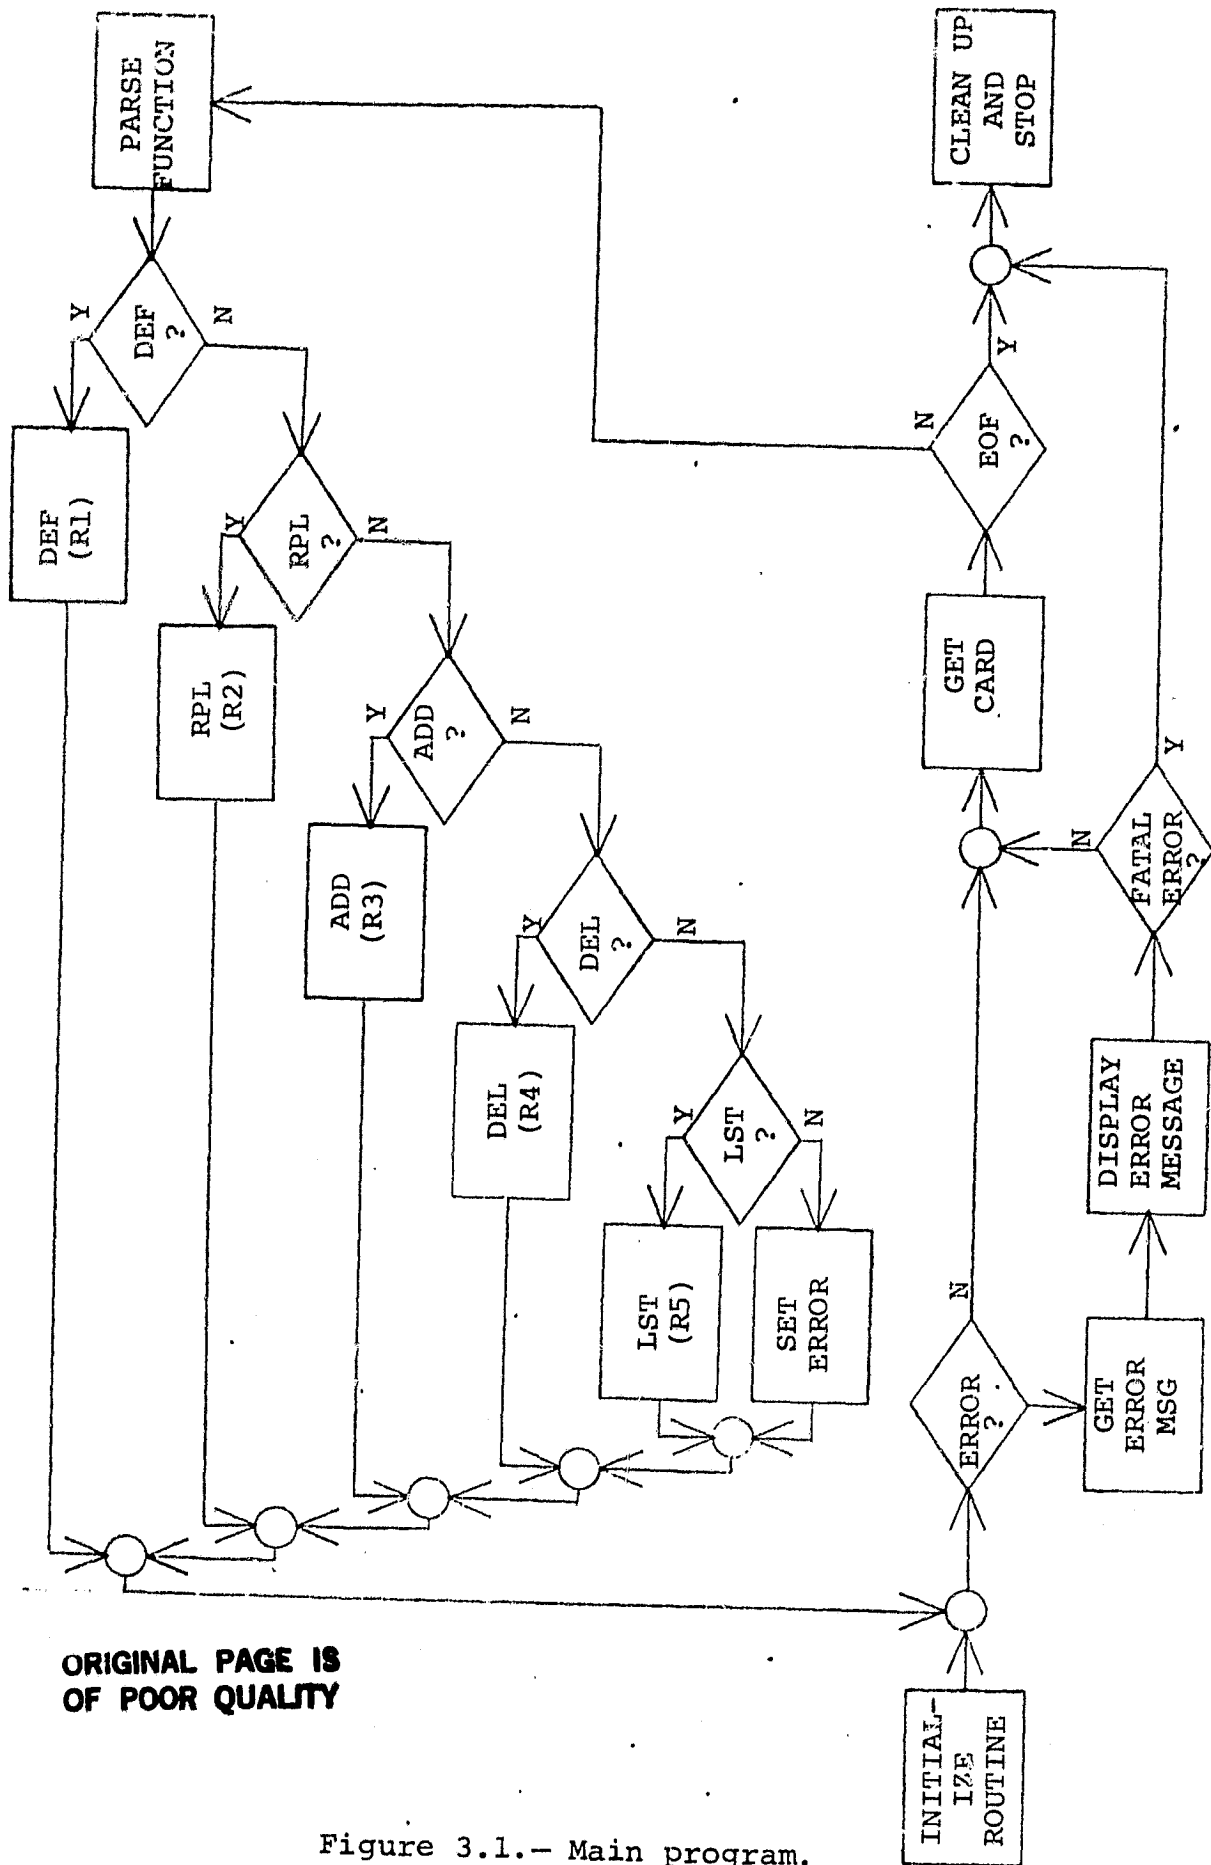 PARSE
FUNCTION
DEF
?
Y
N
DEF
(R1)
RPL
?
Y
N
RPL
(R2)
ADD
?
Y
N
ADD
(R3)
DEL
?
Y
N
DEL
(R4)
LST
?
Y
N
LST
(R5)
SET
ERROR
INITIAL-
IZE
ROUTINE
ERROR
?
N
GET
ERROR
MSG
DISPLAY
ERROR
MESSAGE
FATAL
ERROR
?
N
Y
GET
CARD
EOF
?
N
Y
CLEAN UP
AND
STOP
ORIGINAL PAGE IS
OF POOR QUALITY
Figure 3.1.— Main program.